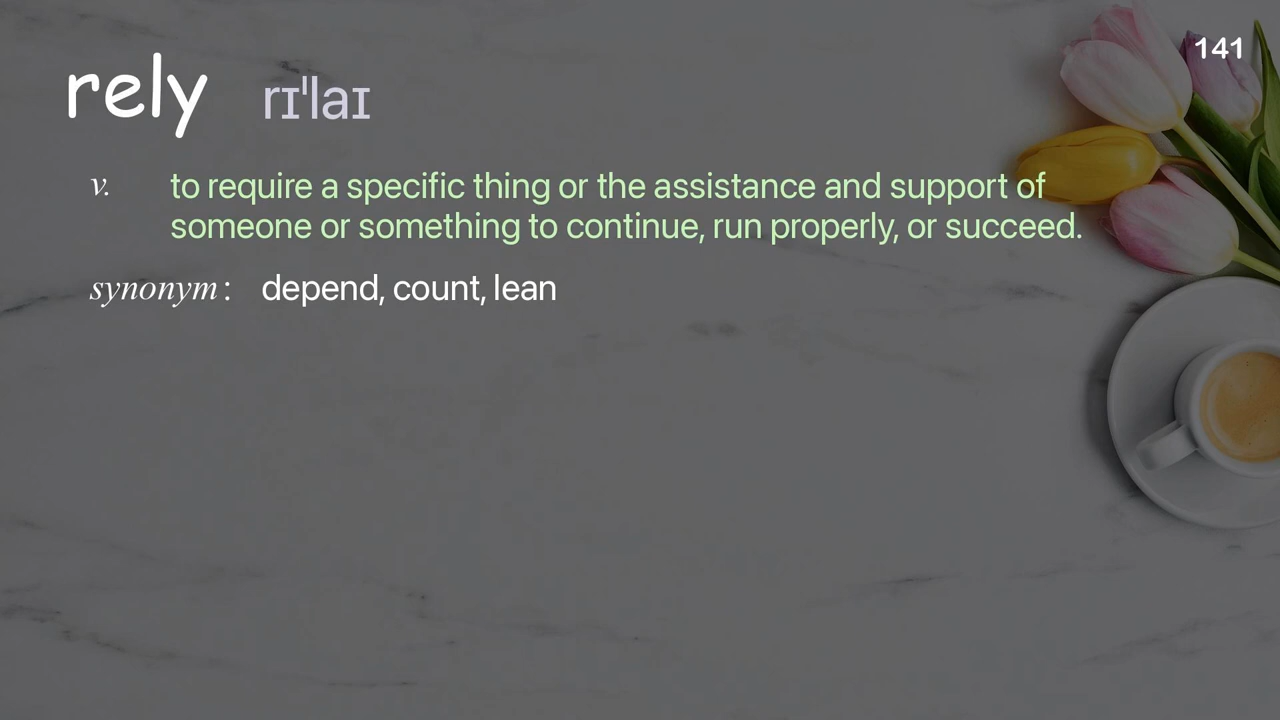 141
rely rɪˈlaɪ
v. to require a specific thing or the assistance and support of
someone or something to continue, run properly, or succeed.
synonym : depend, count, lean